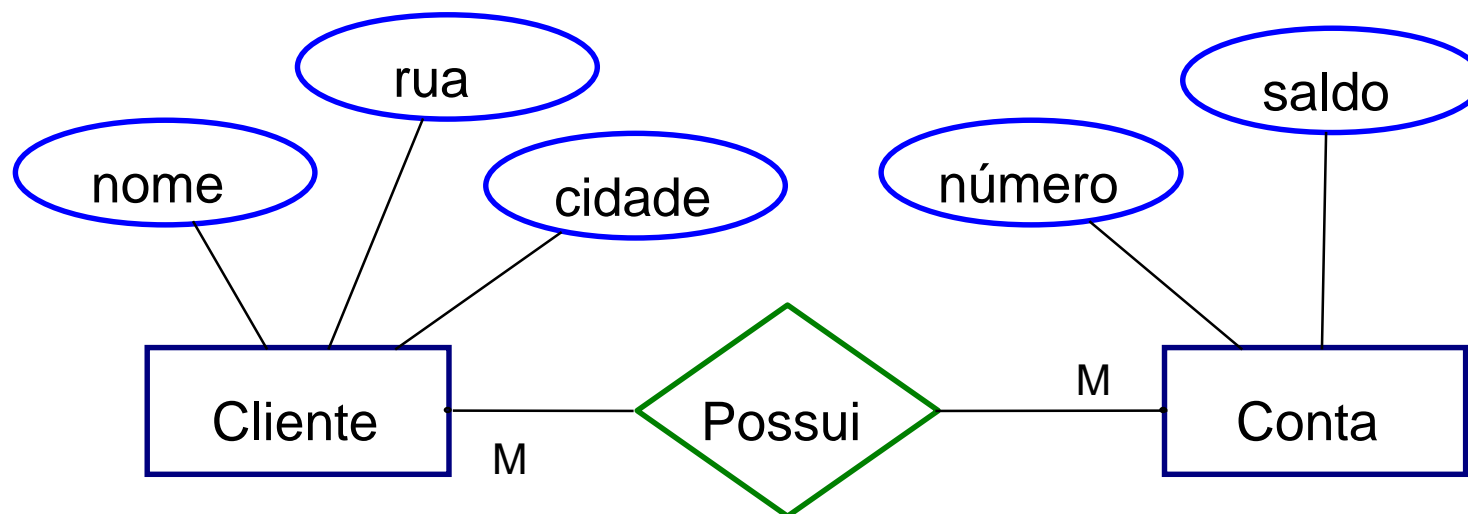 rua
saldo
nome
cidade
número
M
Cliente
Possui
Conta
M